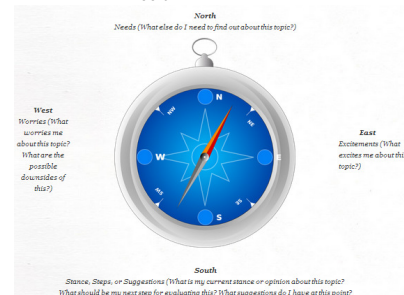 North
Needs (What else do I need to find out about this topic?)
West
Worries (What
worries me
about this topic?
What are the
possible
downsides of
this?)
N
NW
NE
W
E
SW
SE
S
East
Excitements (What
excites me about thi
topic?)
South
Stance, Steps, or Suggestions (What is my current stance or opinion about this topic?
What should be my next step for evaluating this? What suggestions do I have at this point?